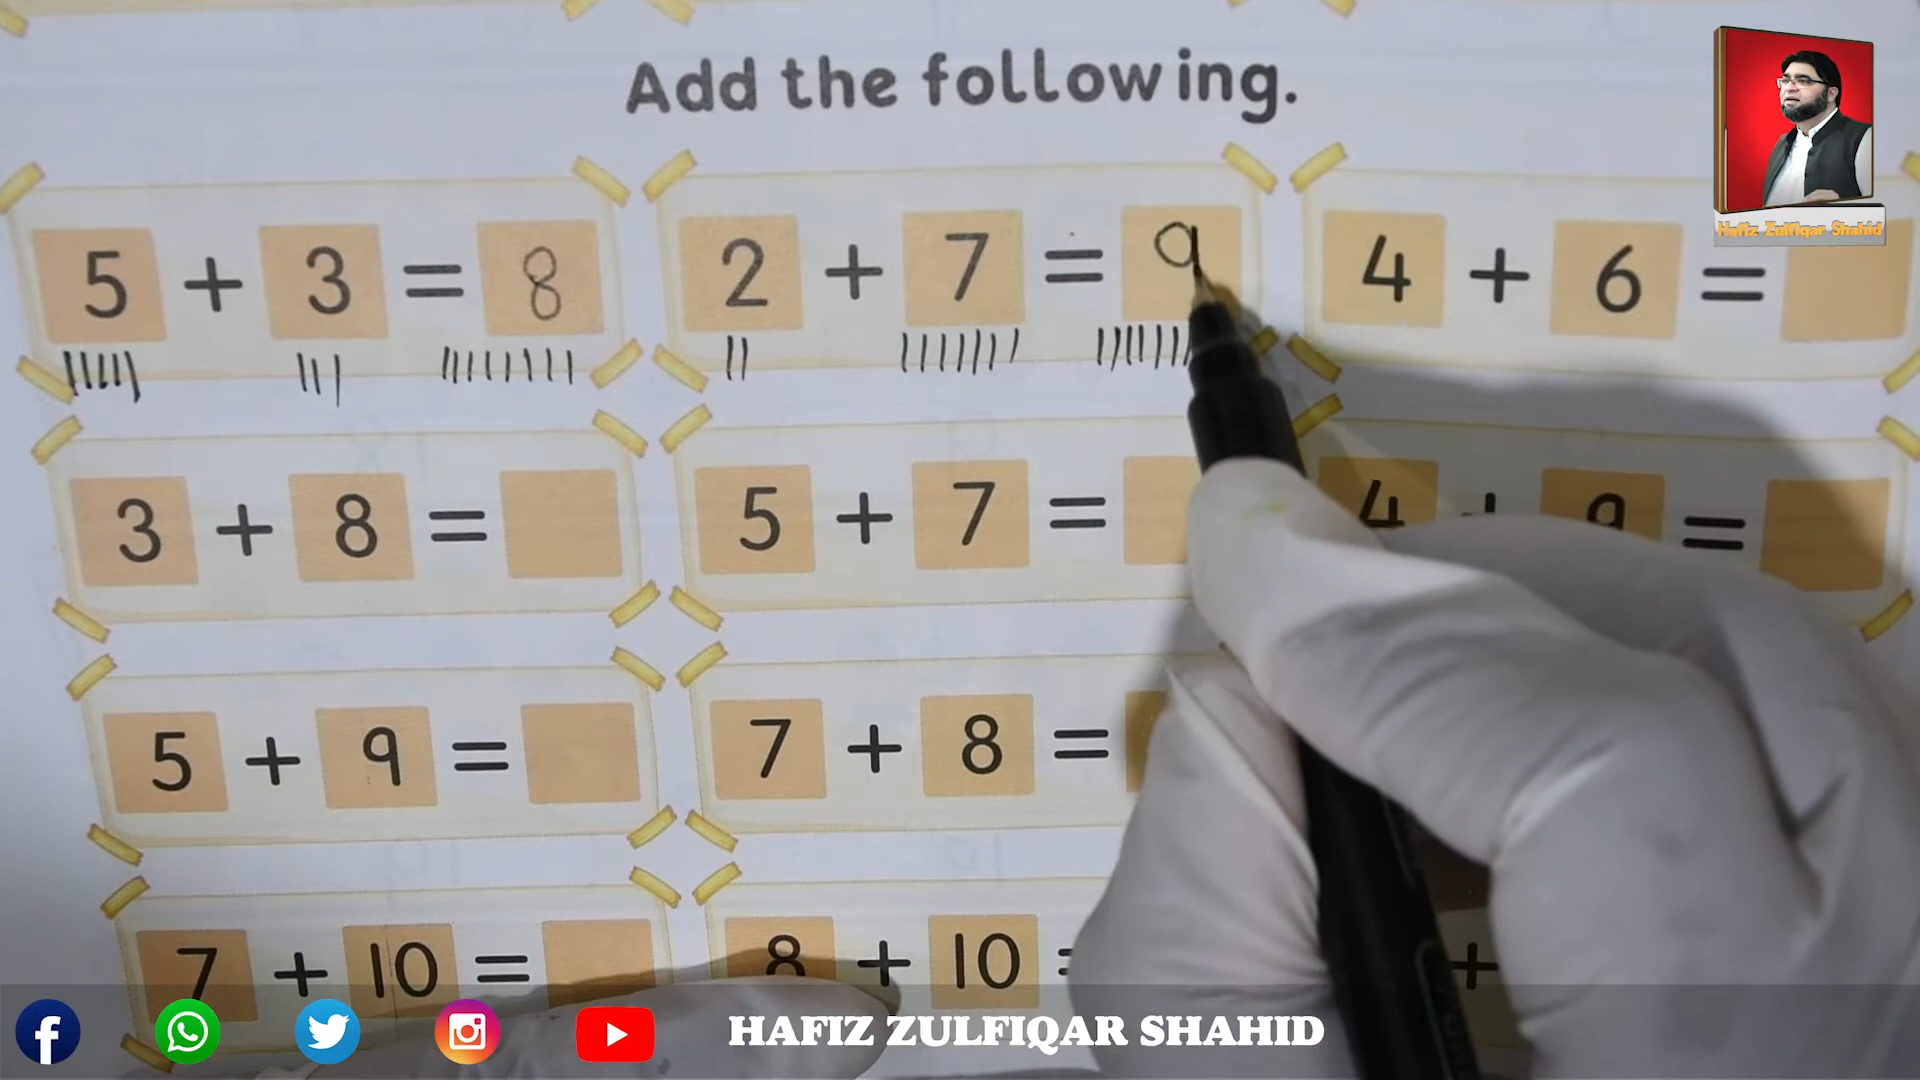 Add the following.
5 + 3 = 8
2 + 7 = 9
4 + 6 =
3 + 8 =
5 + 7 =
4 + 9 =
5 + 9 =
7 + 8 =
7 + 10 =
8 + 10 =
+
Hafiz Zulfiqar Shahid
HAFIZ ZULFIQAR SHAHID